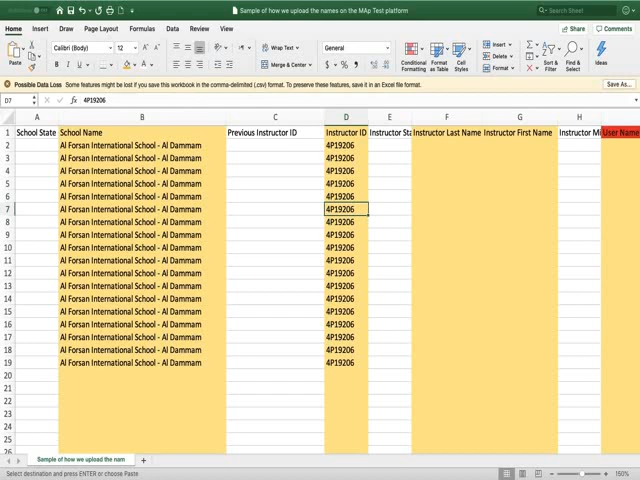 Sample of how we upload the names on the MAp Test platform
Search Sheet
Home Insert Draw Page Layout Formulas Data Review View
Share Comments
Paste
Calibri (Body) 12
B I U
Wrap Text
Merge & Center
General
$ % )
Conditional Formatting
Format as Table
Cell Styles
Insert
Delete
Format
Sort & Filter
Find & Select
Ideas
Possible Data Loss Some features might be lost if you save this workbook in the comma-delimited (.csv) format. To preserve these features, save it in an Excel file format.
Save As...
D7 fx 4P19206
A B C D E F G H
1 School State School Name Previous Instructor ID Instructor ID Instructor Sta Instructor Last Name Instructor First Name Instructor Mi User Name
2 Al Forsan International School - Al Dammam 4P19206
3 Al Forsan International School - Al Dammam 4P19206
4 Al Forsan International School - Al Dammam 4P19206
5 Al Forsan International School - Al Dammam 4P19206
6 Al Forsan International School - Al Dammam 4P19206
7 Al Forsan International School - Al Dammam 4P19206
8 Al Forsan International School - Al Dammam 4P19206
9 Al Forsan International School - Al Dammam 4P19206
10 Al Forsan International School - Al Dammam 4P19206
11 Al Forsan International School - Al Dammam 4P19206
12 Al Forsan International School - Al Dammam 4P19206
13 Al Forsan International School - Al Dammam 4P19206
14 Al Forsan International School - Al Dammam 4P19206
15 Al Forsan International School - Al Dammam 4P19206
16 Al Forsan International School - Al Dammam 4P19206
17 Al Forsan International School - Al Dammam 4P19206
18 Al Forsan International School - Al Dammam 4P19206
19 Al Forsan International School - Al Dammam 4P19206
20
21
22
23
24
25
26
Sample of how we upload the nam +
Select destination and press ENTER or choose Paste
150%